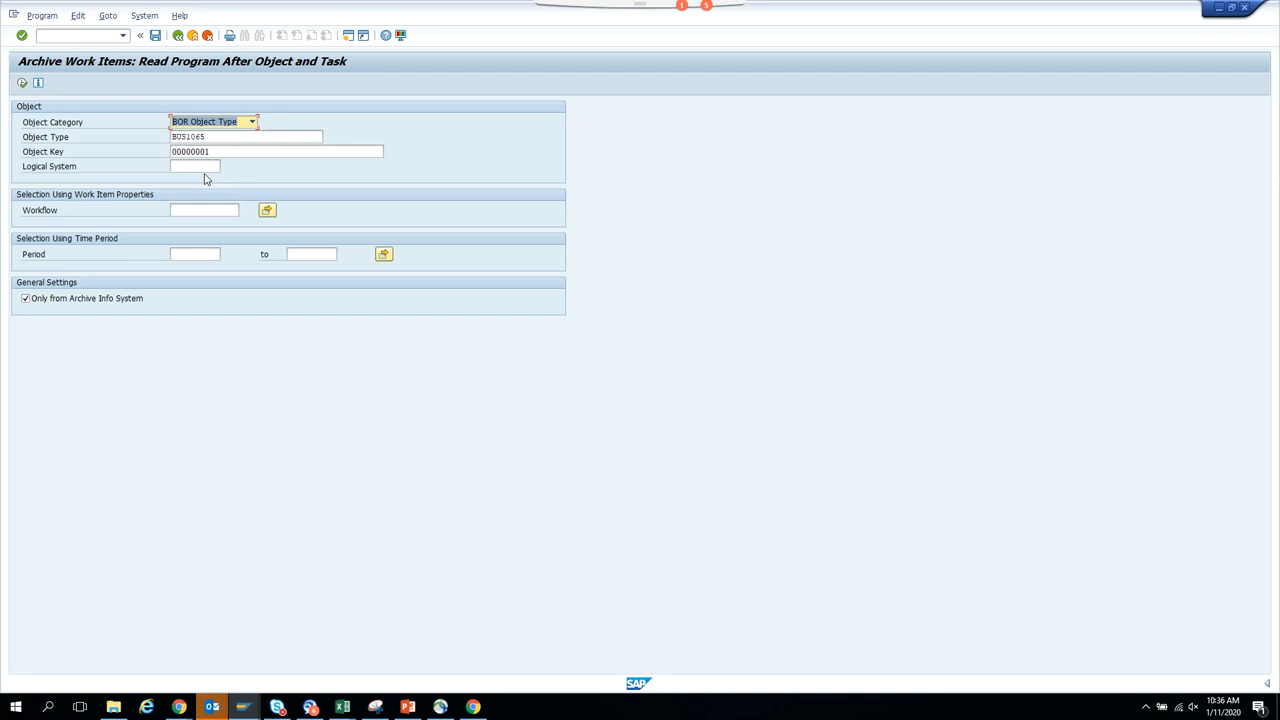 1 5
Program Edit Goto System Help
Archive Work Items: Read Program After Object and Task
Object
Object Category BOR Object Type
Object Type BUS1065
Object Key 00000001
Logical System
Selection Using Work Item Properties
Workflow
Selection Using Time Period
Period to
General Settings
Only from Archive Info System
SAP
10:36 AM
1/11/2020